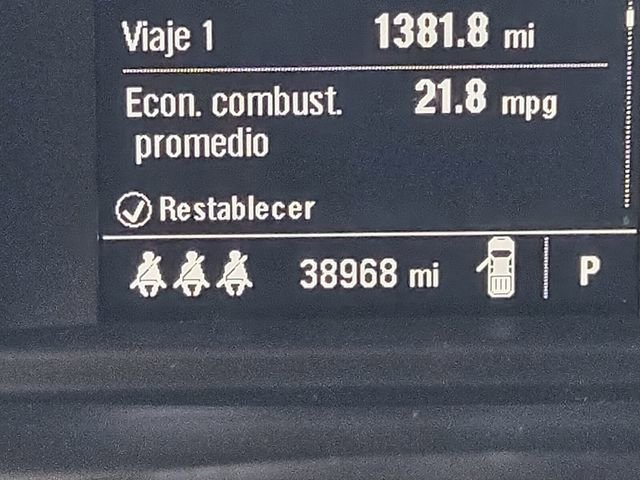 Viaje 1 1381.8 mi
Econ. combust. 21.8 mpg
promedio
Restablecer
38968 mi P